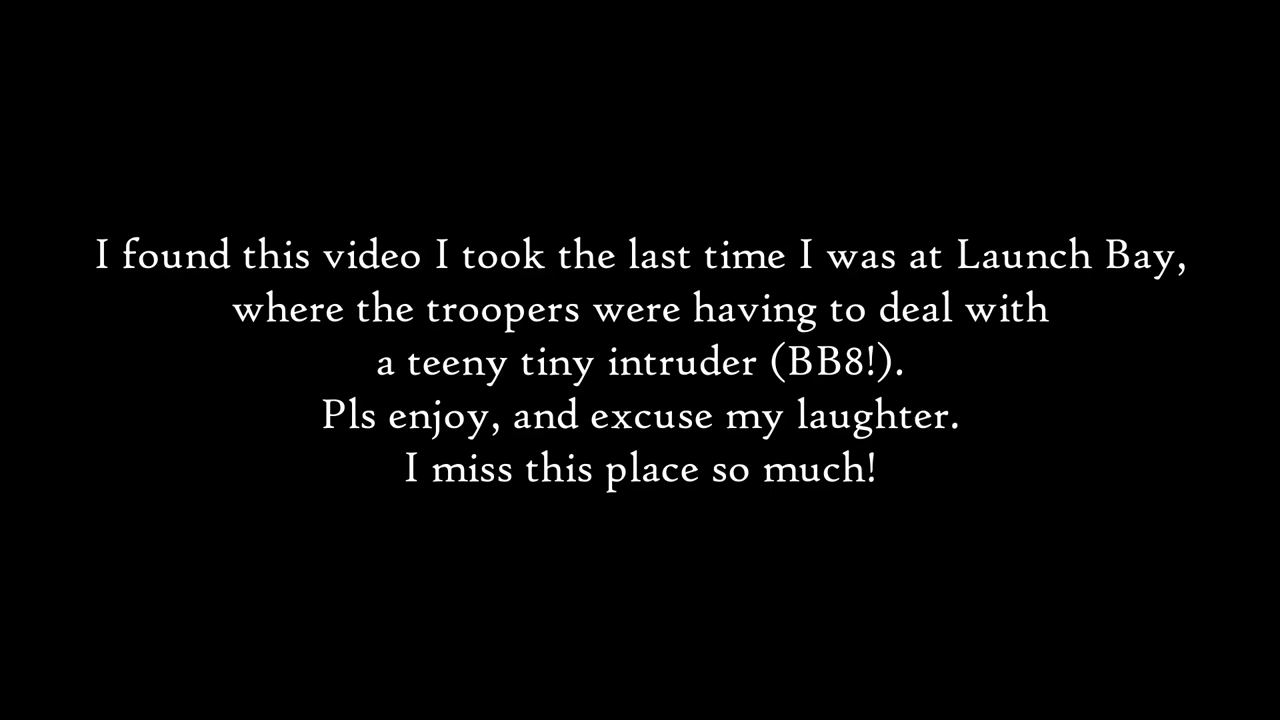 I found this video I took the last time I was at Launch Bay,
where the troopers were having to deal with
a teeny tiny intruder (BB8!).
Pls enjoy, and excuse my laughter.
I miss this place so much!